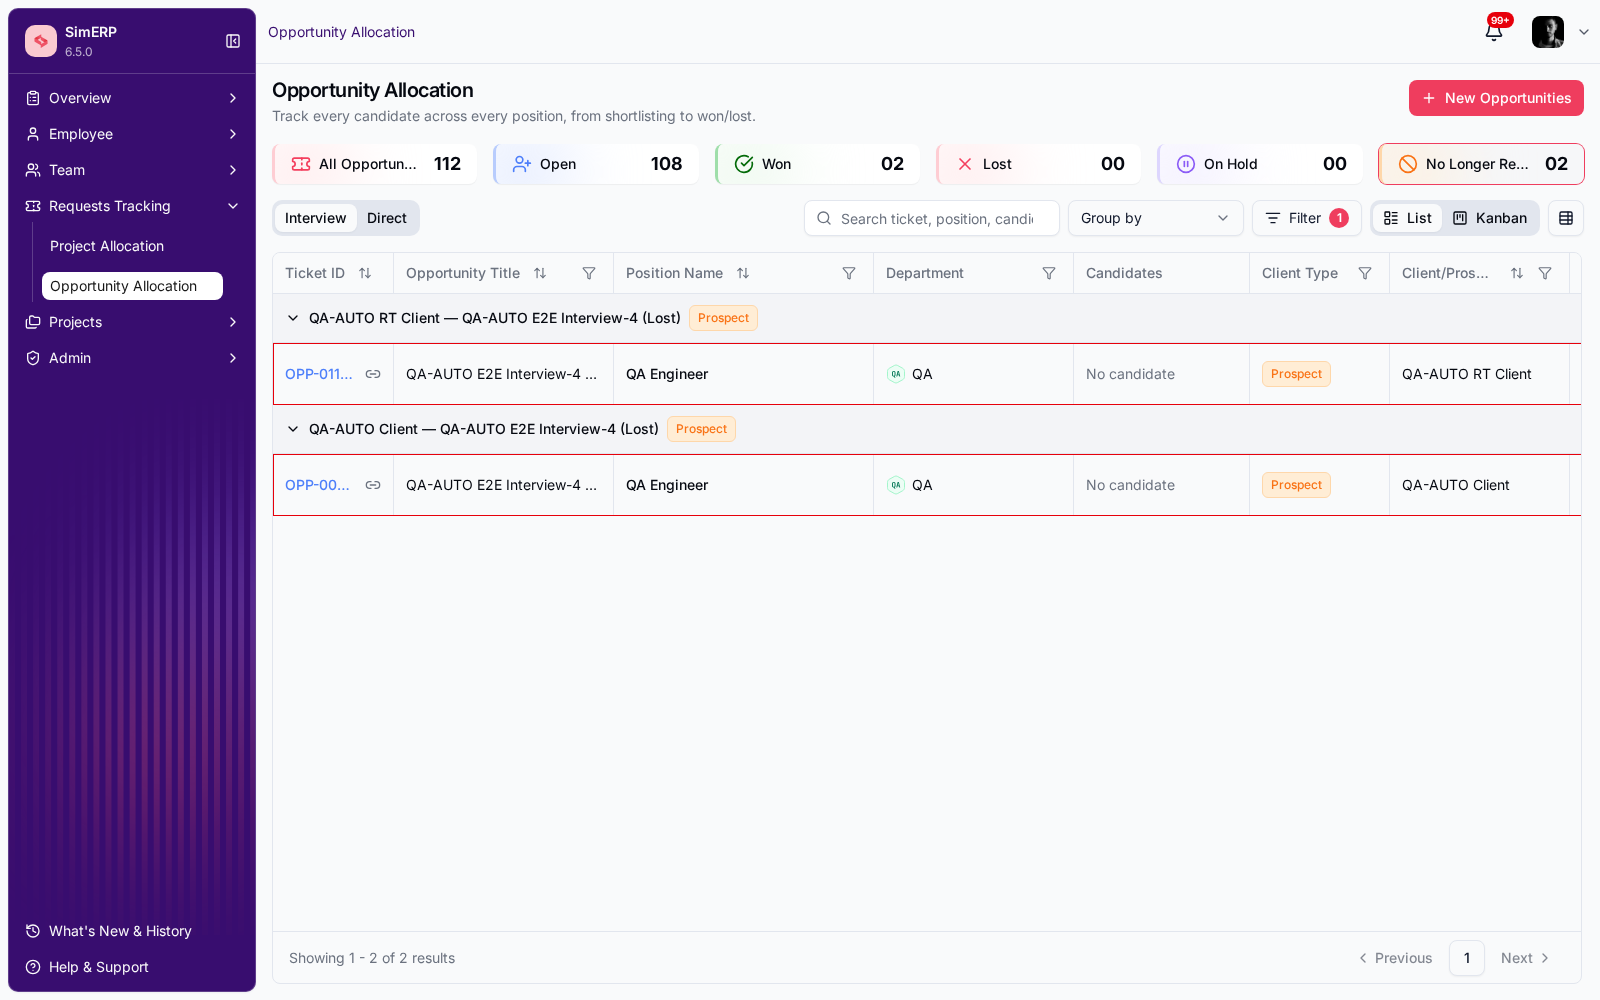 SimERP
6.5.0
Overview
Employee
Team
Requests Tracking
Project Allocation
Opportunity Allocation
Projects
Admin
What's New & History
Help & Support
Opportunity Allocation
99+
Opportunity Allocation
Track every candidate across every position, from shortlisting to won/lost.
New Opportunities
All Opportun... 112
Open 108
Won 02
Lost 00
On Hold 00
No Longer Re... 02
Interview Direct
Search ticket, position, candi
Group by
Filter 1
List Kanban
Ticket ID Opportunity Title Position Name Department Candidates Client Type Client/Pros...
QA-AUTO RT Client — QA-AUTO E2E Interview-4 (Lost) Prospect
OPP-011... QA-AUTO E2E Interview-4 ... QA Engineer QA QA No candidate Prospect QA-AUTO RT Client
QA-AUTO Client — QA-AUTO E2E Interview-4 (Lost) Prospect
OPP-00... QA-AUTO E2E Interview-4 ... QA Engineer QA QA No candidate Prospect QA-AUTO Client
Showing 1 - 2 of 2 results
Previous 1 Next